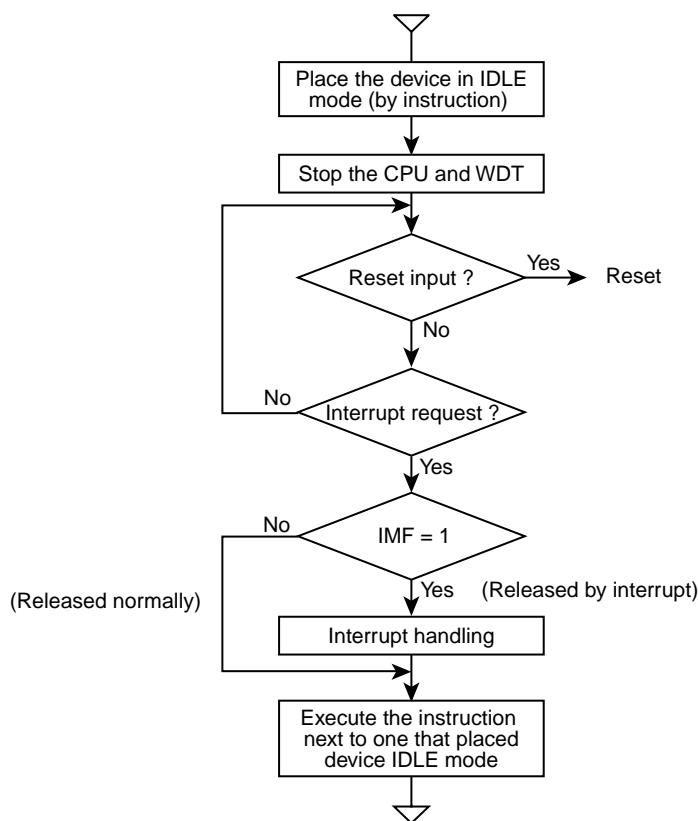 Place the device in IDLE
mode (by instruction)
Stop the CPU and WDT
Reset input ?
Yes
Reset
No
No
Interrupt request ?
Yes
No
IMF = 1
(Released normally)
Yes
(Released by interrupt)
Interrupt handling
Execute the instruction
next to one that placed
device IDLE mode